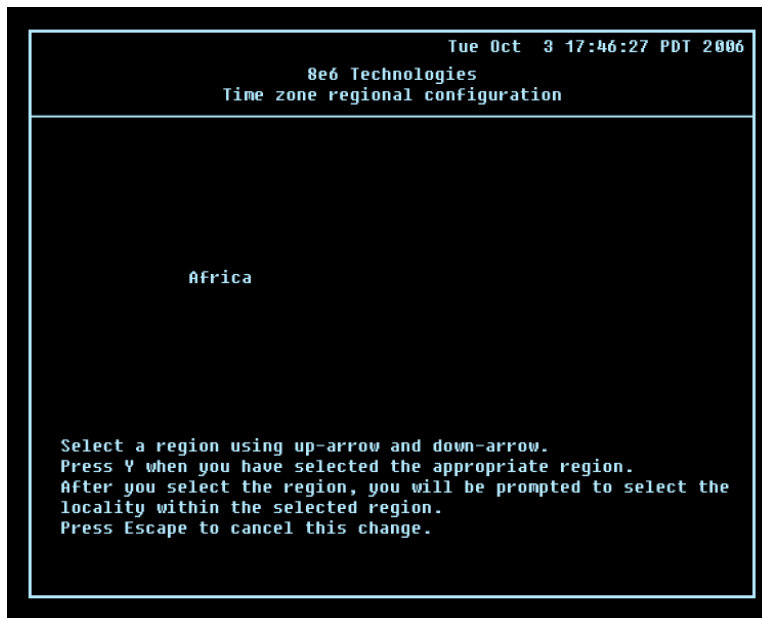 Tue Oct  3 17:46:27 PDT 2006
8e6 Technologies
Time zone regional configuration
Africa
Select a region using up-arrow and down-arrow.
Press Y when you have selected the appropriate region.
After you select the region, you will be prompted to select the
locality within the selected region.
Press Escape to cancel this change.